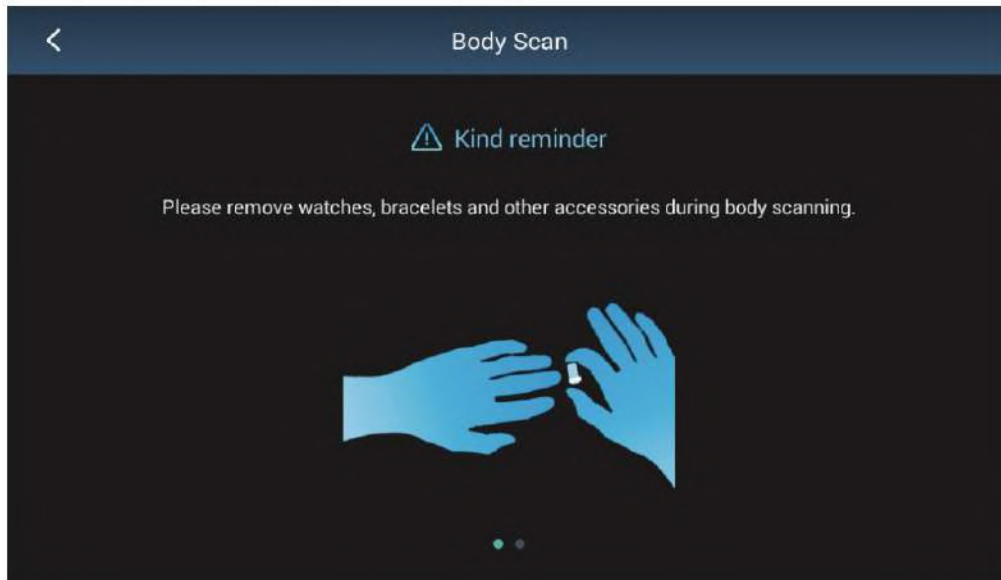 Body Scan
Kind reminder
Please remove watches, bracelets and other accessories during body scanning.